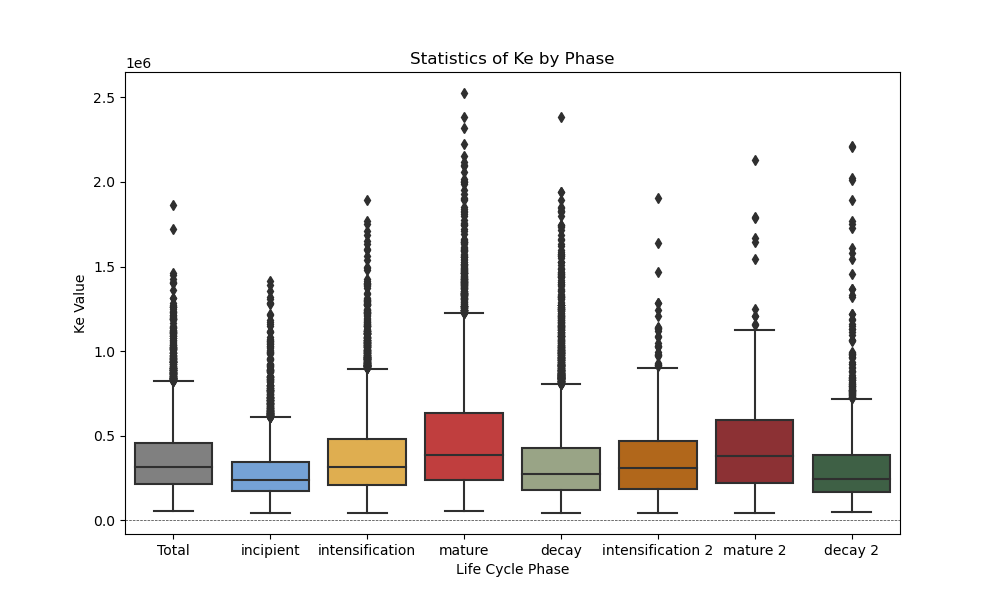 Statistics of Ke by Phase
1e6
2.5
2.0
1.5
1.0
0.5
0.0
Ke Value
Total incipient intensification mature decay intensification 2 mature 2 decay 2
Life Cycle Phase